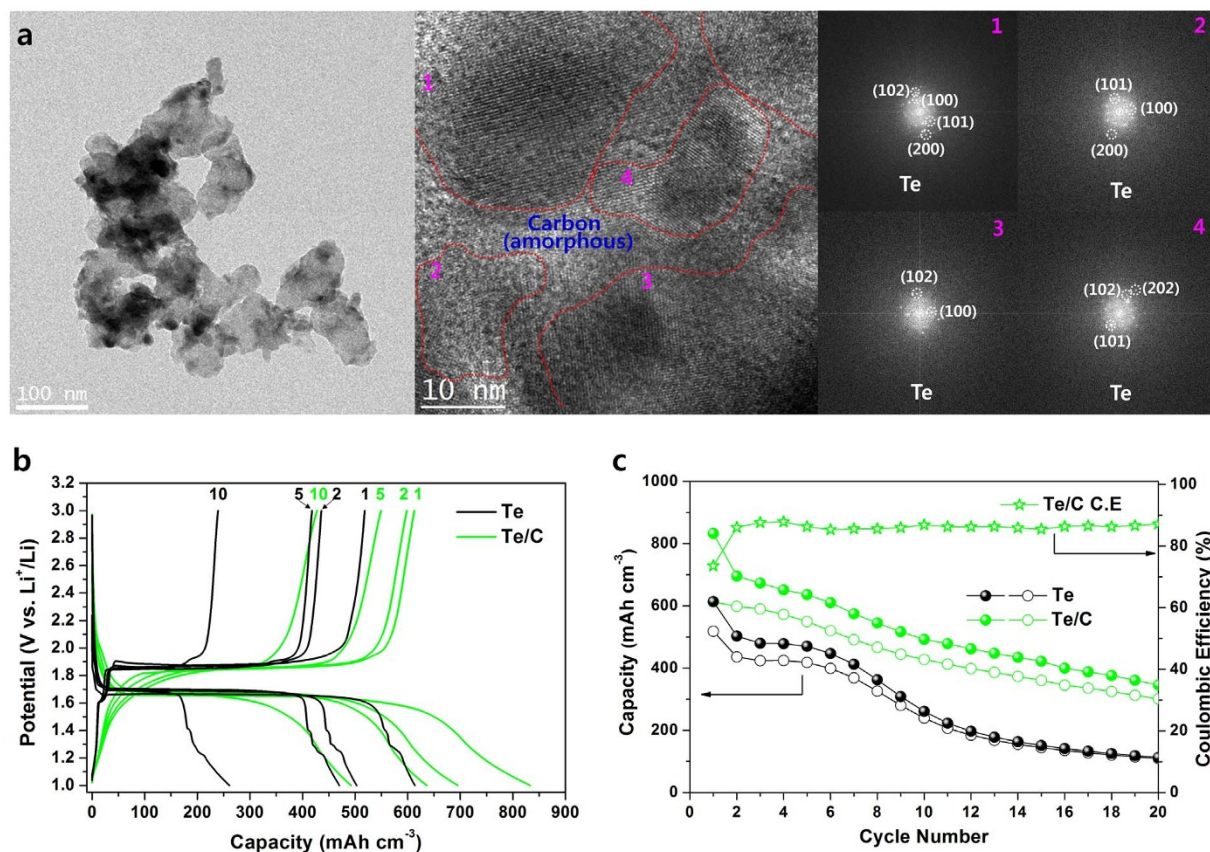 a
100 nm
1
4
Carbon
(amorphous)
2
3
10 nm
1
(102)
(100)
(101)
(200)
Te
2
(101)
(100)
(200)
Te
3
(102)
(100)
Te
4
(102)
(202)
(101)
Te
b
3.2
3.0
2.8
2.6
2.4
2.2
2.0
1.8
1.6
1.4
1.2
1.0
Potential (V vs. Li⁺/Li)
10 5 10 2 1 5 2 1
Te
Te/C
0 100 200 300 400 500 600 700 800 900
Capacity (mAh cm⁻³)
c
1000
800
600
400
200
0
Capacity (mAh cm⁻³)
Te/C C.E
Te
Te/C
100
80
60
40
20
0
Coulombic Efficiency (%)
0 2 4 6 8 10 12 14 16 18 20
Cycle Number